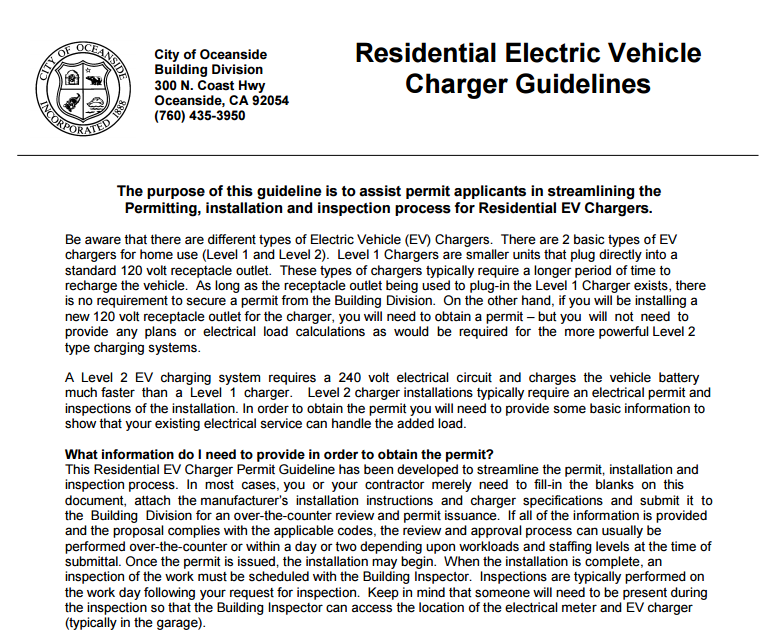 CITY OF OCEANSIDE
INCORPORATED 1888
City of Oceanside
Building Division
300 N. Coast Hwy
Oceanside, CA 92054
(760) 435-3950
Residential Electric Vehicle
Charger Guidelines
The purpose of this guideline is to assist permit applicants in streamlining the
Permitting, installation and inspection process for Residential EV Chargers.
Be aware that there are different types of Electric Vehicle (EV) Chargers. There are 2 basic types of EV
chargers for home use (Level 1 and Level 2). Level 1 Chargers are smaller units that plug directly into a
standard 120 volt receptacle outlet. These types of chargers typically require a longer period of time to
recharge the vehicle. As long as the receptacle outlet being used to plug-in the Level 1 Charger exists, there
is no requirement to secure a permit from the Building Division. On the other hand, if you will be installing a
new 120 volt receptacle outlet for the charger, you will need to obtain a permit – but you will not need to
provide any plans or electrical load calculations as would be required for the more powerful Level 2
type charging systems.
A Level 2 EV charging system requires a 240 volt electrical circuit and charges the vehicle battery
much faster than a Level 1 charger. Level 2 charger installations typically require an electrical permit and
inspections of the installation. In order to obtain the permit you will need to provide some basic information to
show that your existing electrical service can handle the added load.
What information do I need to provide in order to obtain the permit?
This Residential EV Charger Permit Guideline has been developed to streamline the permit, installation and
inspection process. In most cases, you or your contractor merely need to fill-in the blanks on this
document, attach the manufacturer's installation instructions and charger specifications and submit it to
the Building Division for an over-the-counter review and permit issuance. If all of the information is provided
and the proposal complies with the applicable codes, the review and approval process can usually be
performed over-the-counter or within a day or two depending upon workloads and staffing levels at the time of
submittal. Once the permit is issued, the installation may begin. When the installation is complete, an
inspection of the work must be scheduled with the Building Inspector. Inspections are typically performed on
the work day following your request for inspection. Keep in mind that someone will need to be present during
the inspection so that the Building Inspector can access the location of the electrical meter and EV charger
(typically in the garage).